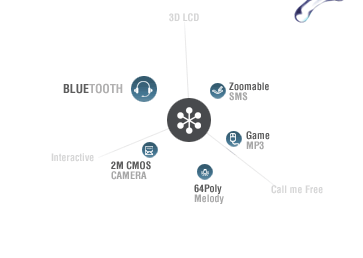 3D LCD
BLUETOOTH
Zoomable
SMS
Game
MP3
Interactive
2M CMOS
CAMERA
64Poly
Melody
Call me Free